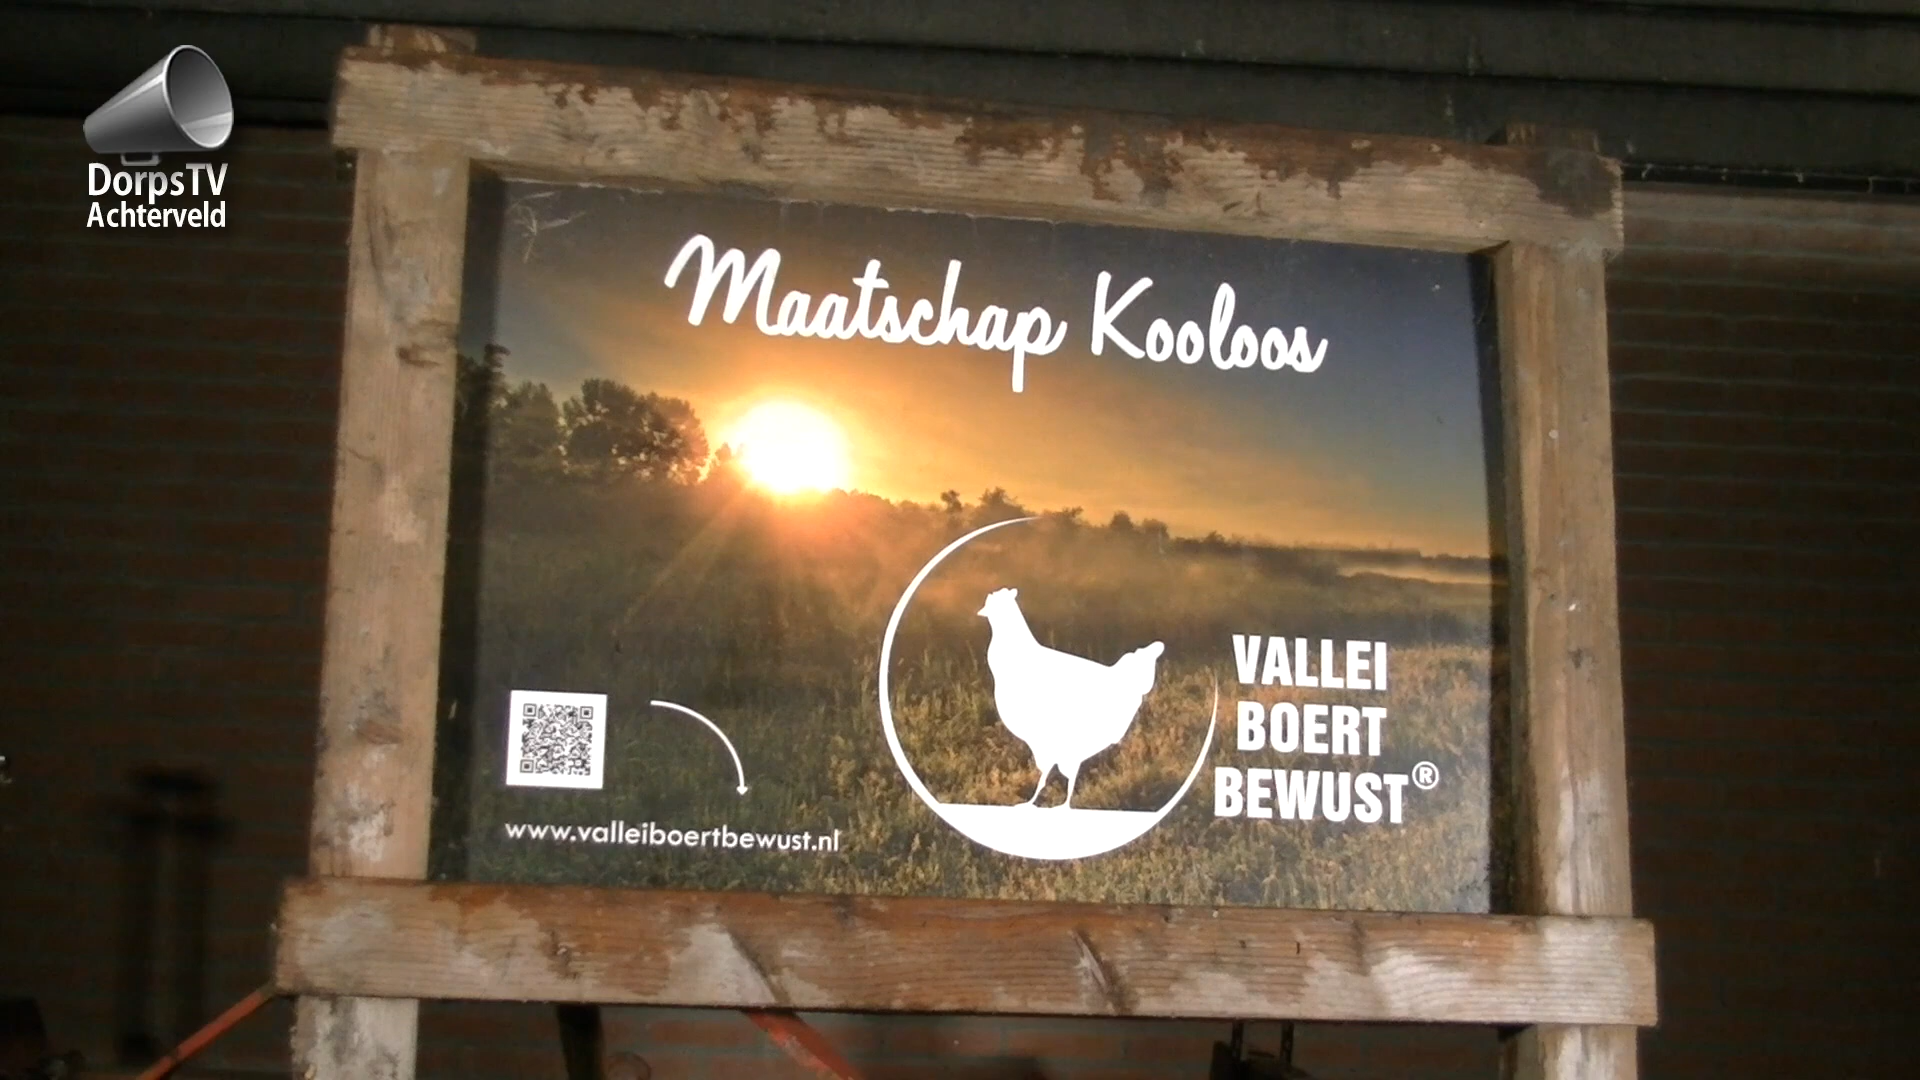 DorpsTV
Achterveld
Maatschap Kooloos
VALLEI
BOERT
BEWUST®
www.valleiboertbewust.nl